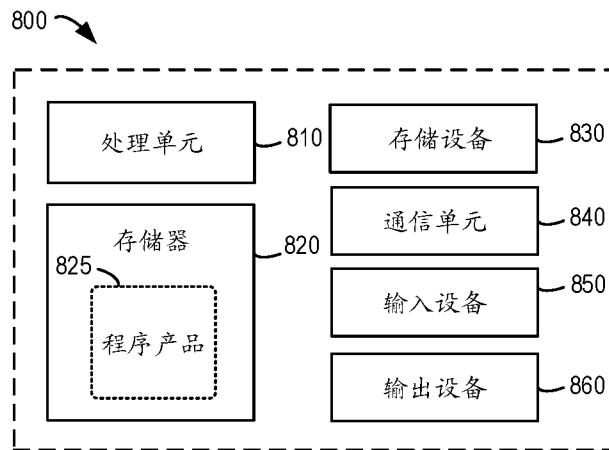 800
处理单元
810
存储器
820
825
程序产品
存储设备
830
通信单元
840
输入设备
850
输出设备
860